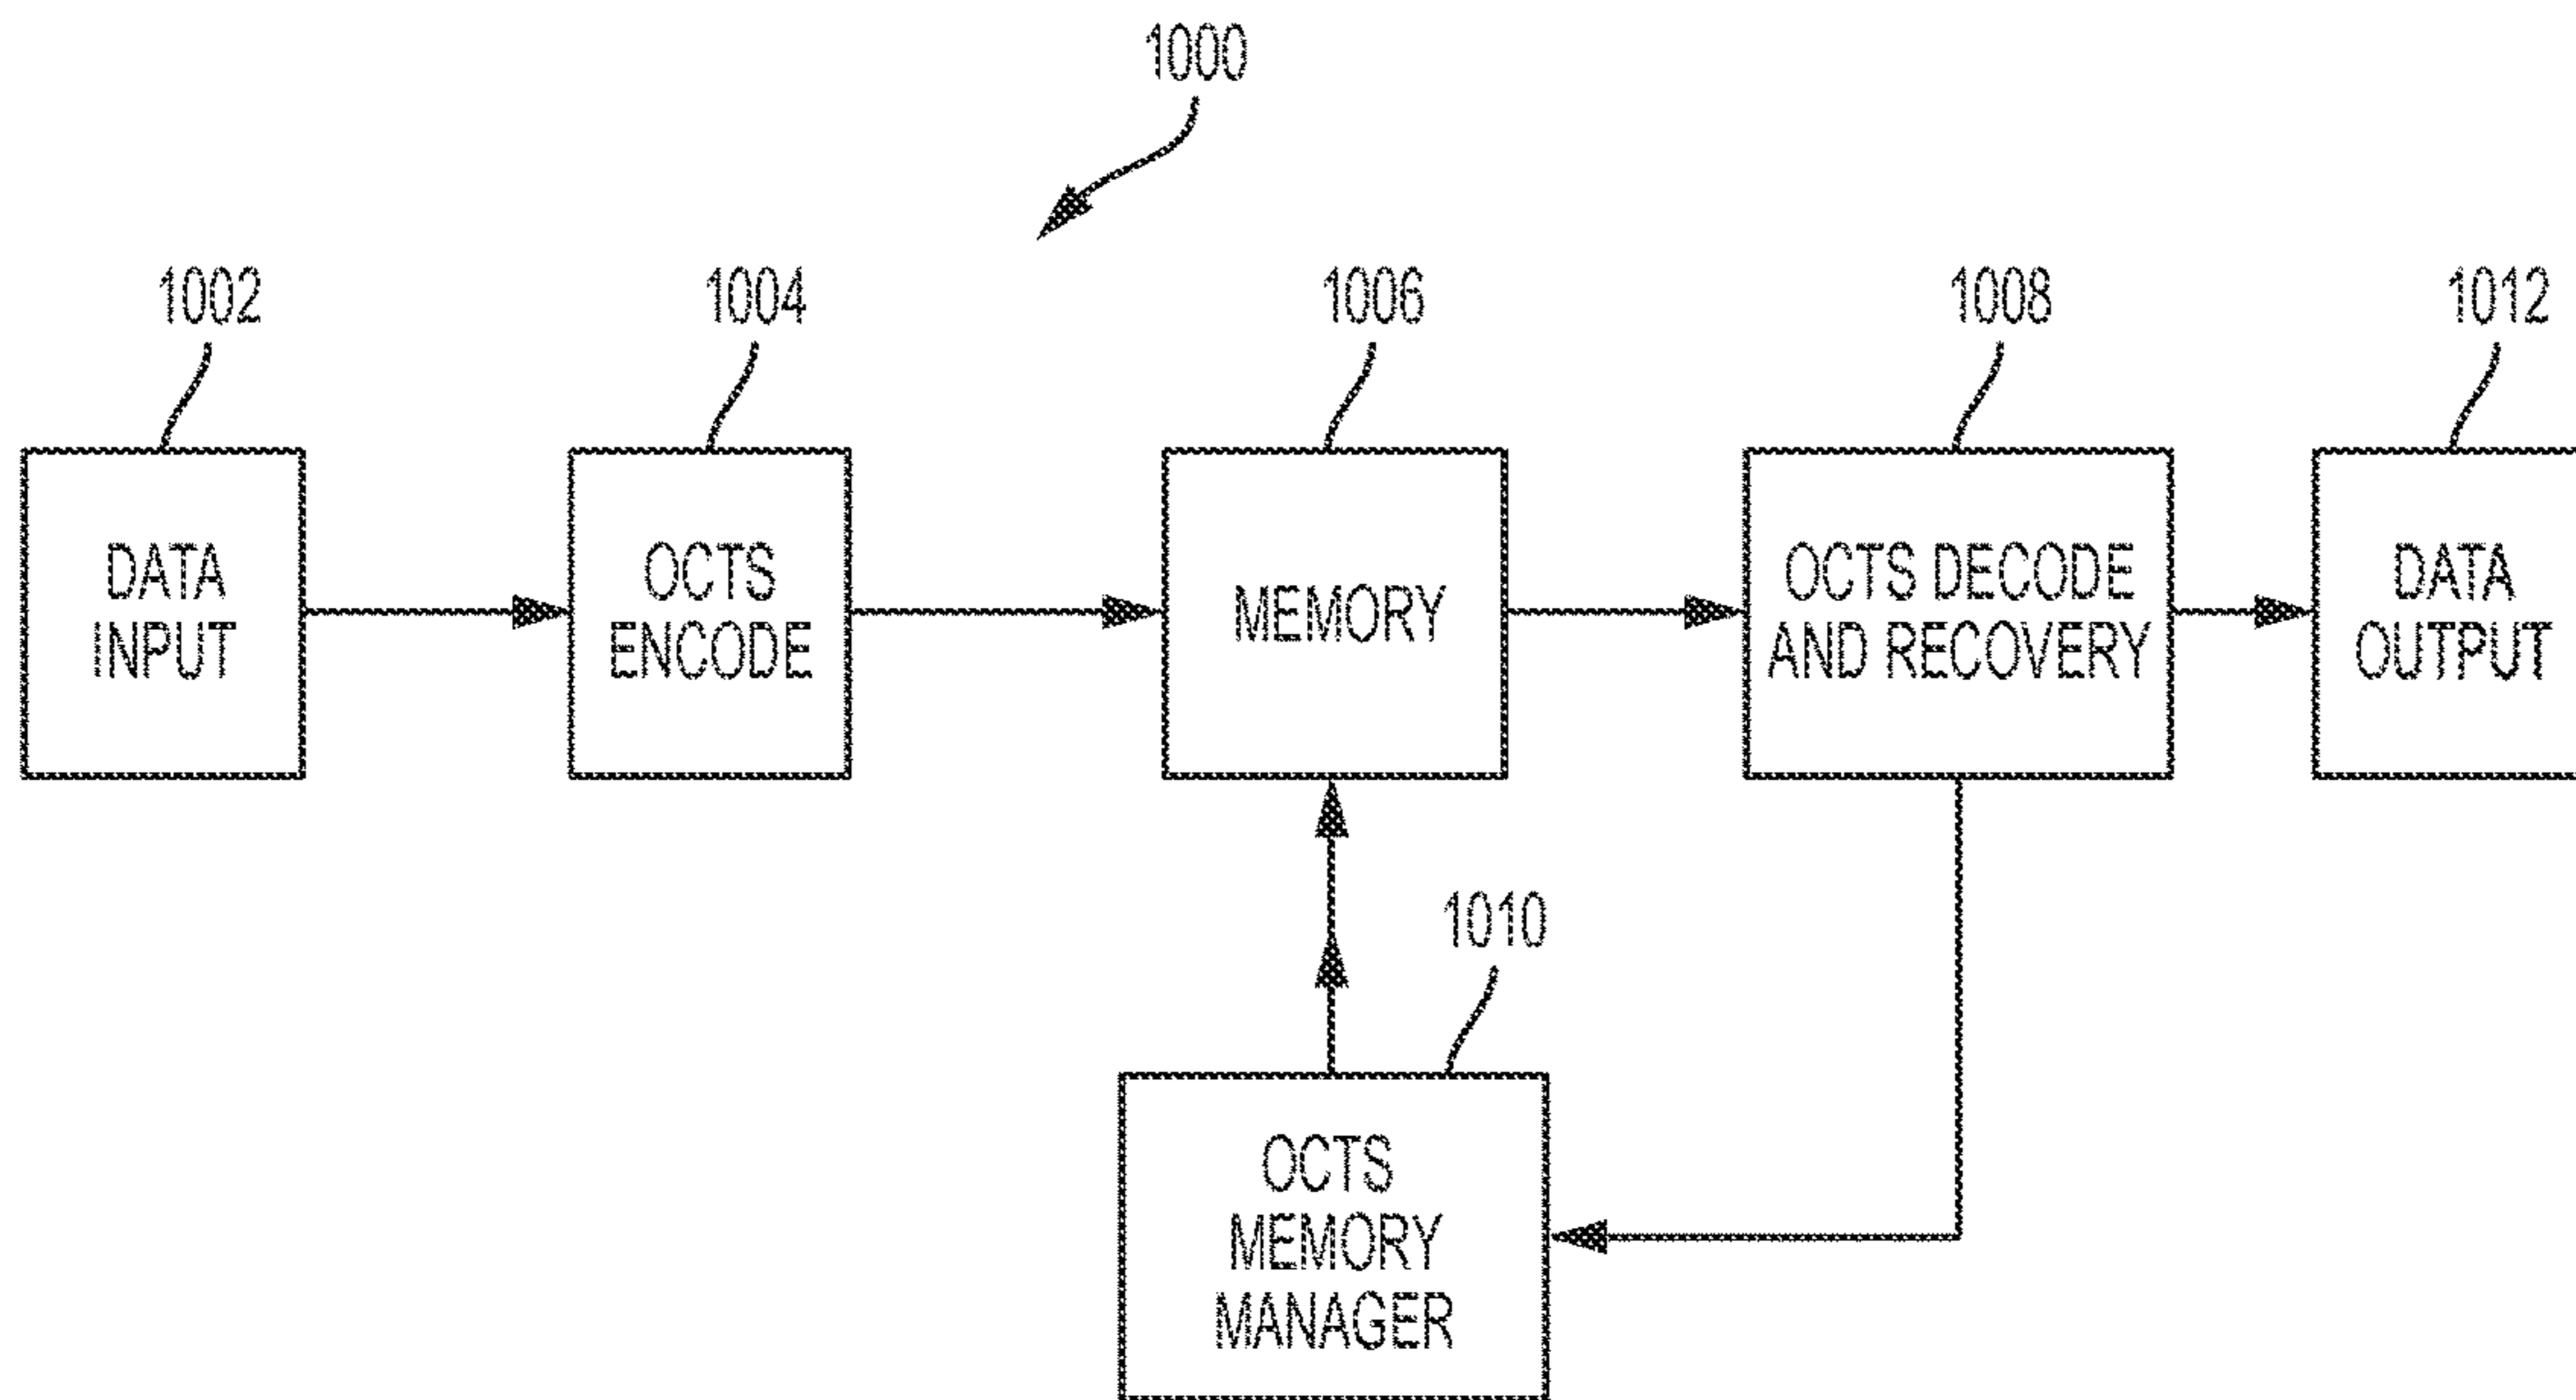 1000
1002
1004
1006
1008
1012
DATA
INPUT
OCTS
ENCODE
MEMORY
OCTS DECODE
AND RECOVERY
DATA
OUTPUT
1010
OCTS
MEMORY
MANAGER